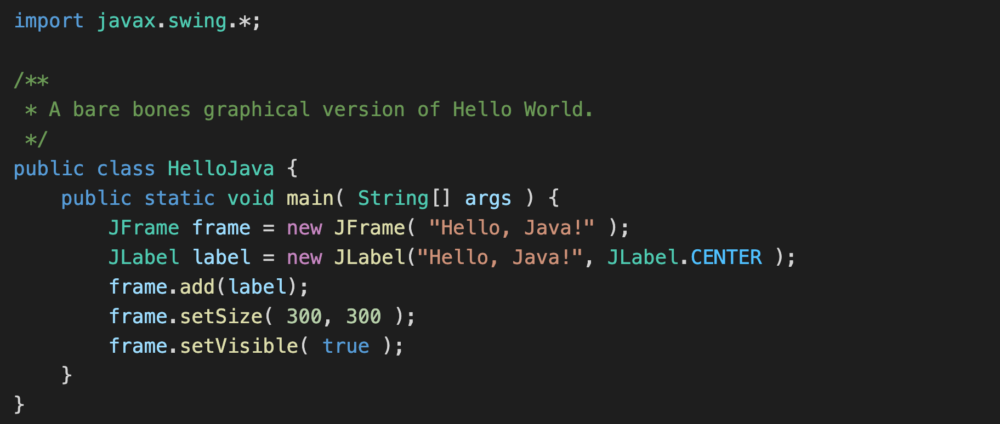 import javax.swing.*;

/**
 * A bare bones graphical version of Hello World.
 */
public class HelloJava {
    public static void main( String[] args ) {
        JFrame frame = new JFrame( "Hello, Java!" );
        JLabel label = new JLabel("Hello, Java!", JLabel.CENTER );
        frame.add(label);
        frame.setSize( 300, 300 );
        frame.setVisible( true );
    }
}